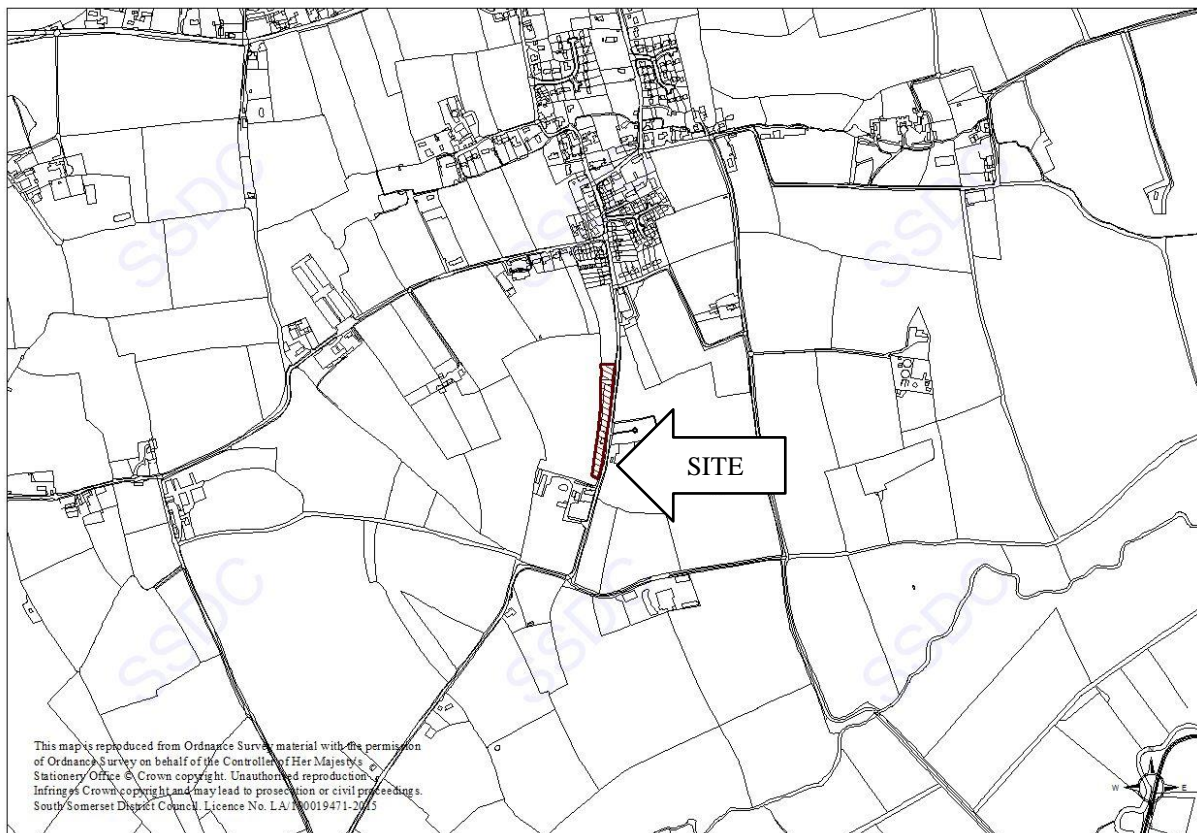 SSDC
SSDC
SSDC
SITE
SSDC
SSDC
SSDC
This map is reproduced from Ordnance Survey material with the permission
of Ordnance Survey on behalf of the Controller of Her Majesty's
Stationery Office © Crown copyright. Unauthorised reproduction
Infringes Crown copyright and may lead to prosecution or civil proceedings.
South Somerset District Council. Licence No. LA/100019471-2015
W E